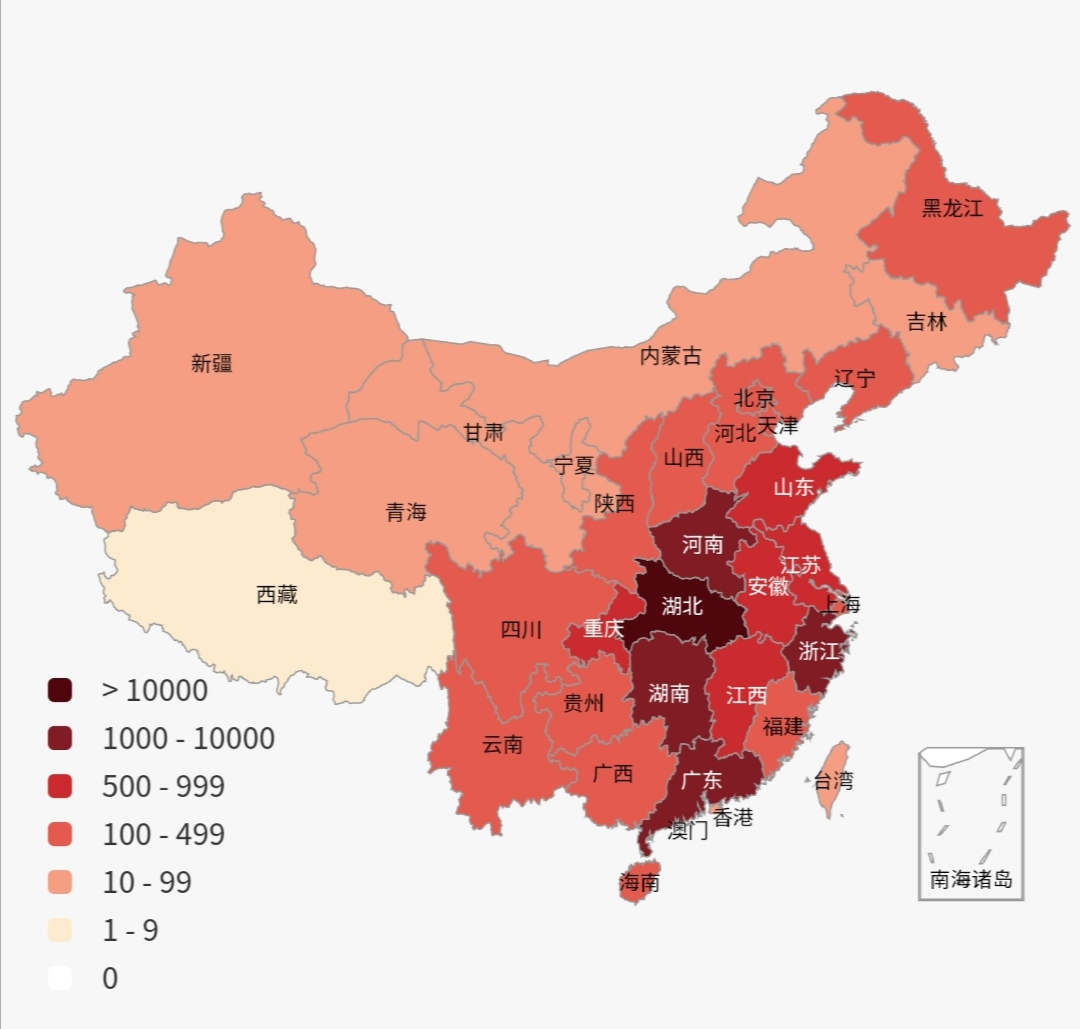 黑龙江
吉林
内蒙古
新疆
辽宁
北京
天津
河北
甘肃
山西
宁夏
山东
陕西
青海
河南
江苏
安徽
西藏
湖北
上海
四川
重庆
浙江
> 10000
湖南
江西
贵州
福建
1000 - 10000
云南
广西
广东
台湾
500 - 999
香港
澳门
100 - 499
10 - 99
海南
南海诸岛
1 - 9
0